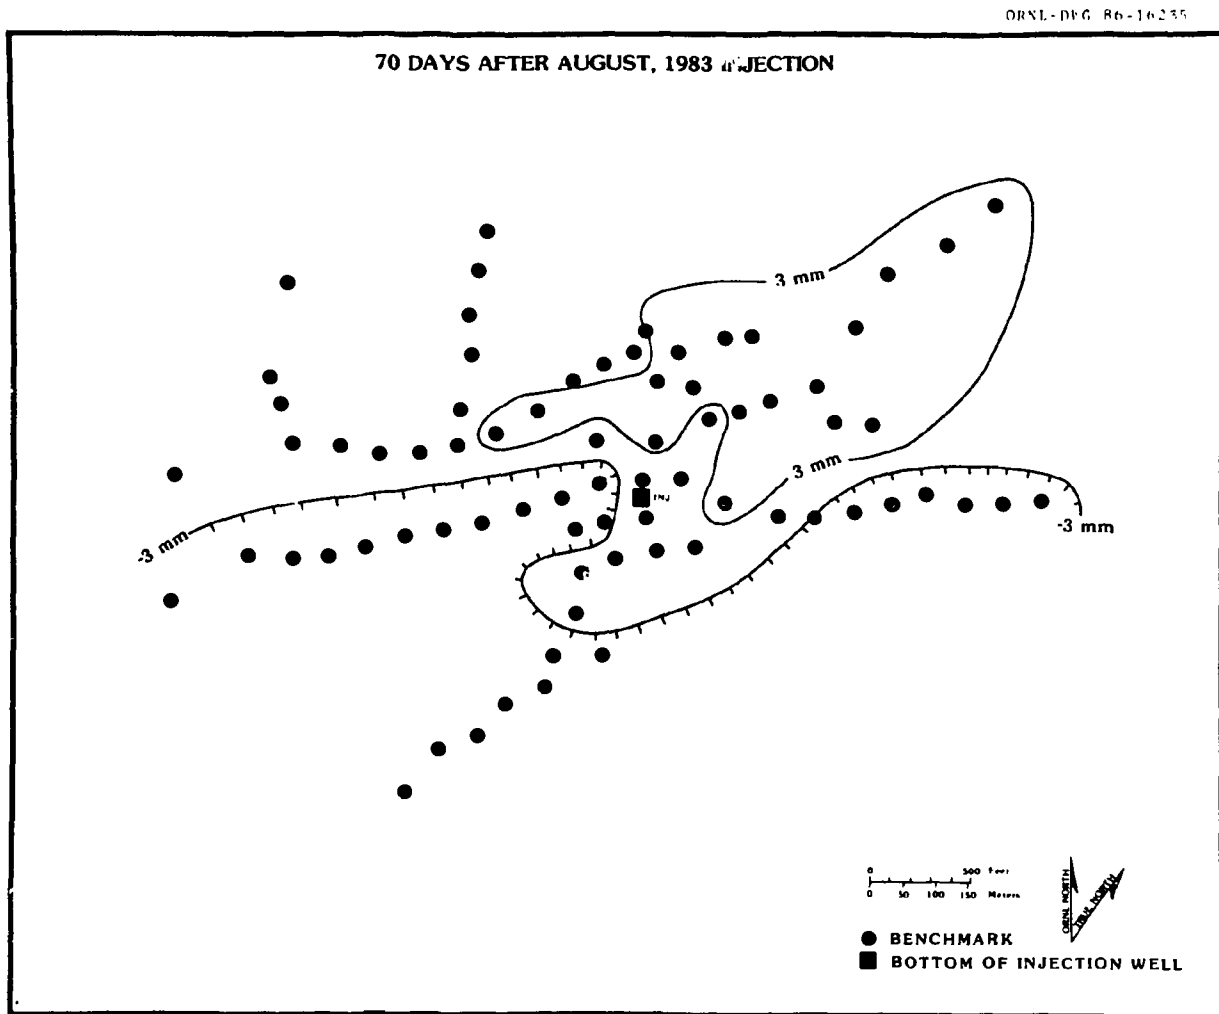 ORNL-DWG 86-16235
70 DAYS AFTER AUGUST, 1983 INJECTION
3 mm
3 mm
INJ
-3 mm
-3 mm
0 500 Feet
0 50 100 150 Meters
ORNL NORTH
TRUE NORTH
BENCHMARK
BOTTOM OF INJECTION WELL